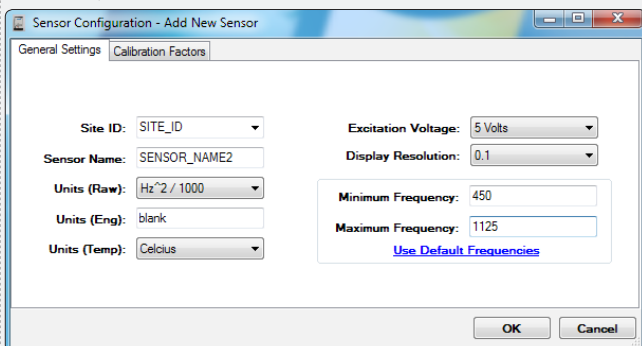 Sensor Configuration - Add New Sensor
General Settings Calibration Factors
Site ID: SITE_ID
Sensor Name: SENSOR_NAME2
Units (Raw): Hz^2 / 1000
Units (Eng): blank
Units (Temp): Celcius
Excitation Voltage: 5 Volts
Display Resolution: 0.1
Minimum Frequency: 450
Maximum Frequency: 1125
Use Default Frequencies
OK Cancel